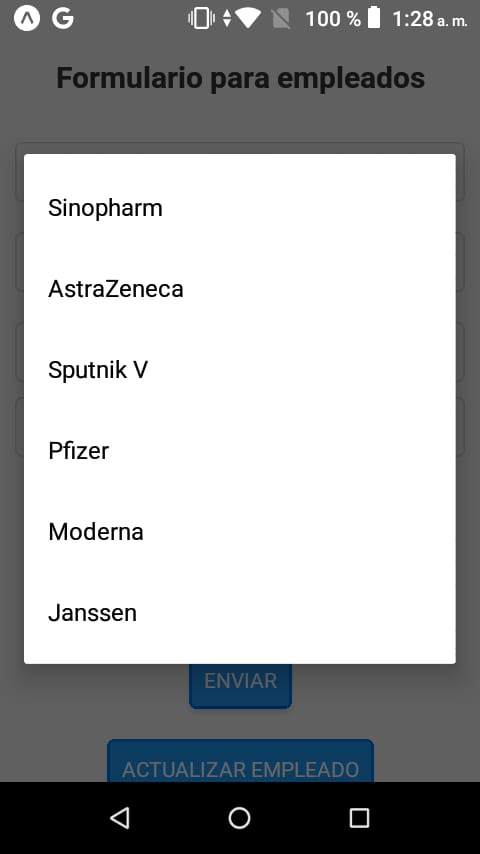 100 % 1:28 a. m.
Formulario para empleados
Sinopharm
AstraZeneca
Sputnik V
Pfizer
Moderna
Janssen
ENVIAR
ACTUALIZAR EMPLEADO